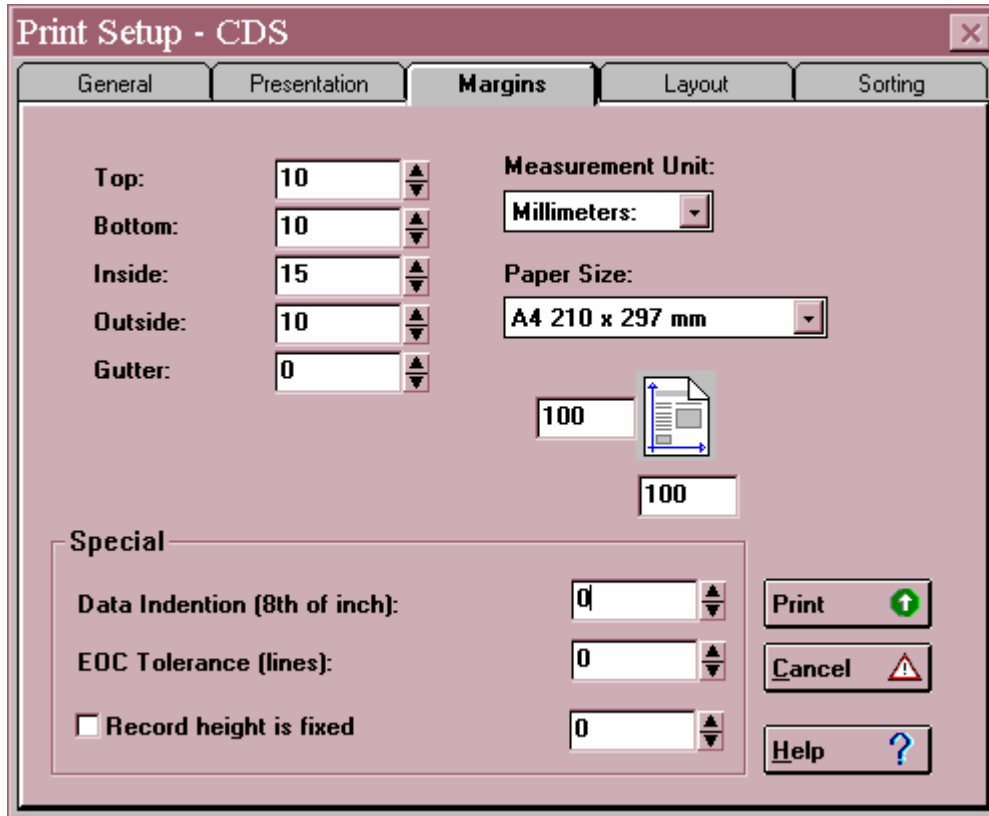 Print Setup - CDS
General Presentation Margins Layout Sorting
Top: 10
Bottom: 10
Inside: 15
Outside: 10
Gutter: 0
Measurement Unit:
Millimeters:
Paper Size:
A4 210 x 297 mm
100
100
Special
Data Indention (8th of inch): 0
EOC Tolerance (lines): 0
Record height is fixed 0
Print
Cancel
Help ?